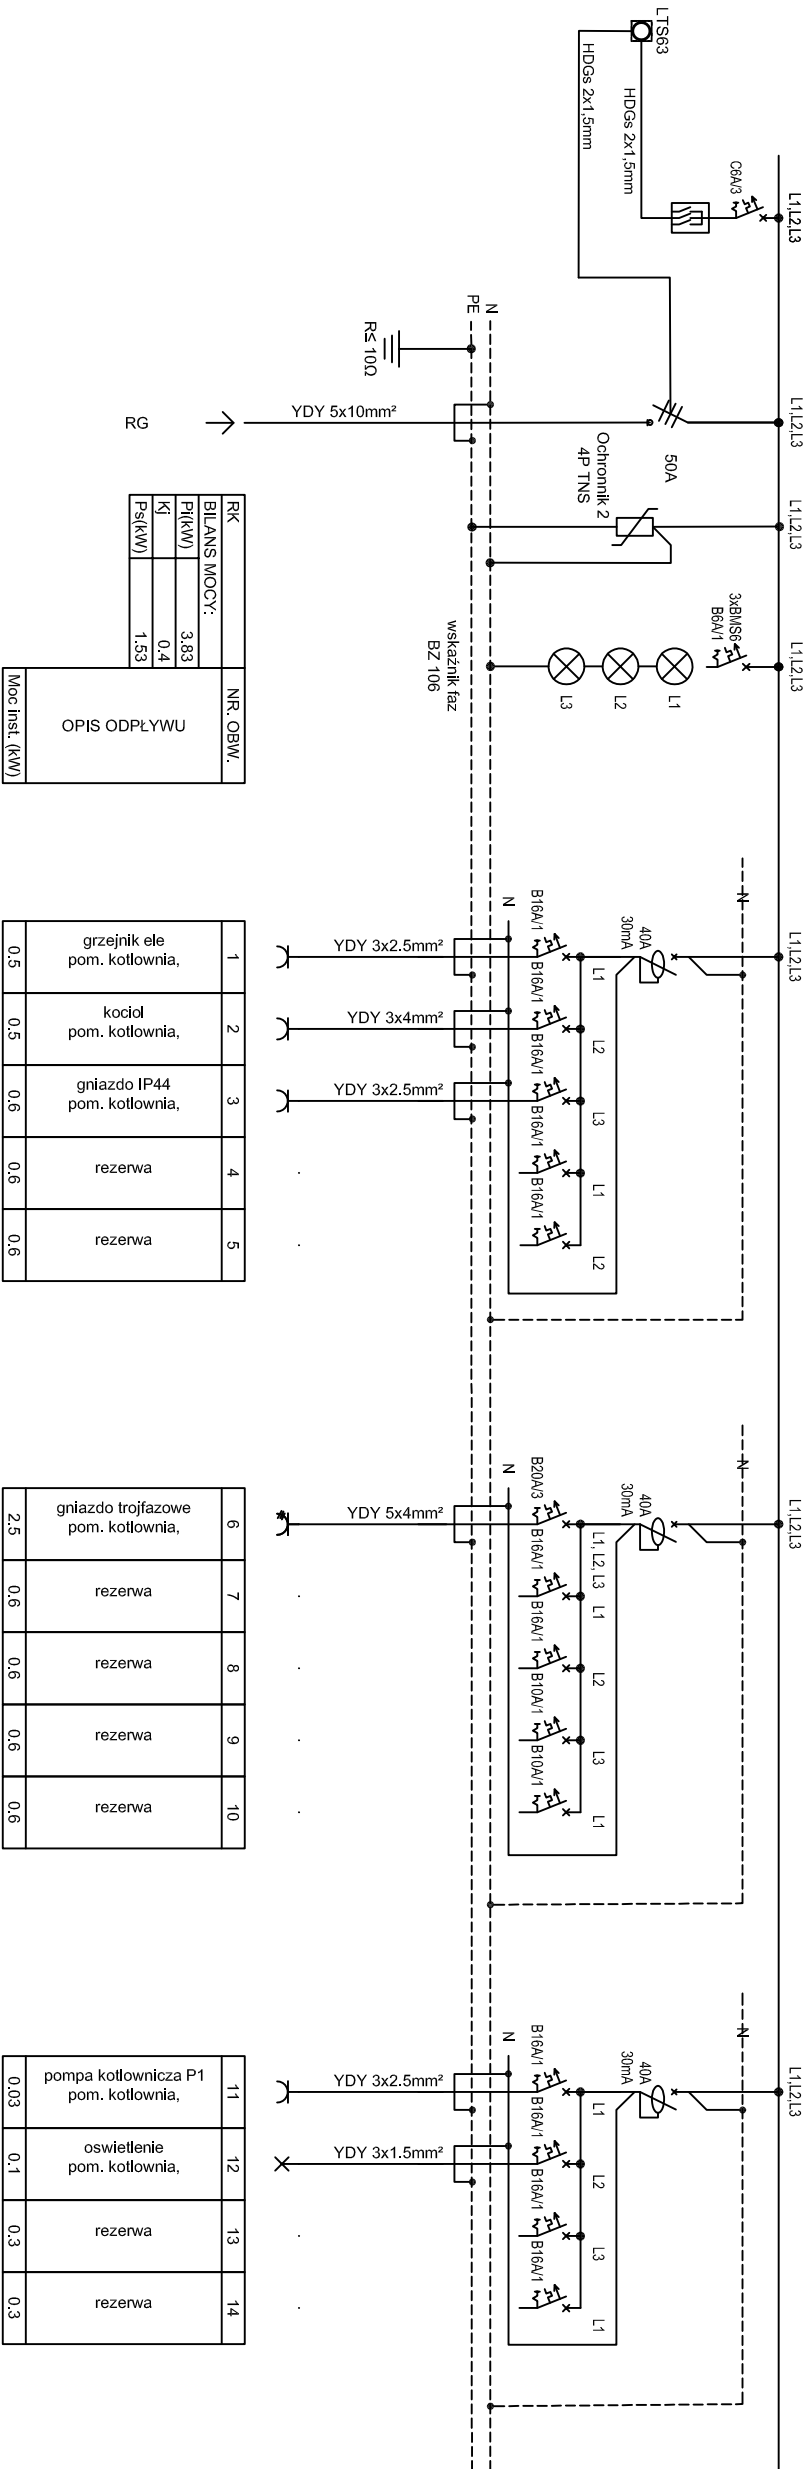 LTS63
HDGs 2x1,5mm
HDGs 2x1,5mm
C6A/3
L1,L2,L3
N
PE
R≤ 10Ω
RG
YDY 5x10mm²
50A
L1,L2,L3
Ochronnik 2
4P TNS
L1,L2,L3
3xBMS6
B6A/1
L1,L2,L3
L1
L2
L3
wskaźnik faz
BZ 106
RK
BILANS MOCY:
Pi(kW) 3.83
Kj 0.4
Ps(kW) 1.53
NR. OBW.
OPIS ODPŁYWU
Moc inst. (kW)
L1,L2,L3
N
40A
30mA
N
B16A/1
B16A/1
B16A/1
B16A/1
B16A/1
L1
L2
L3
L1
L2
YDY 3x2.5mm²
YDY 3x4mm²
YDY 3x2.5mm²
1
grzejnik ele
pom. kotlownia,
0.5
2
kociol
pom. kotlownia,
0.5
3
gniazdo IP44
pom. kotlownia,
0.6
4
rezerwa
0.6
5
rezerwa
0.6
L1,L2,L3
N
40A
30mA
N
B20A/3
B16A/1
B16A/1
B10A/1
B10A/1
L1, L2, L3
L1
L2
L3
L1
YDY 5x4mm²
6
gniazdo trojfazowe
pom. kotlownia,
2.5
7
rezerwa
0.6
8
rezerwa
0.6
9
rezerwa
0.6
10
rezerwa
0.6
L1,L2,L3
N
40A
30mA
N
B16A/1
B16A/1
B16A/1
B16A/1
L1
L2
L3
L1
YDY 3x2.5mm²
YDY 3x1.5mm²
11
pompa kotlownicza P1
pom. kotlownia,
0.03
12
oswietlenie
pom. kotlownia,
0.1
13
rezerwa
0.3
14
rezerwa
0.3